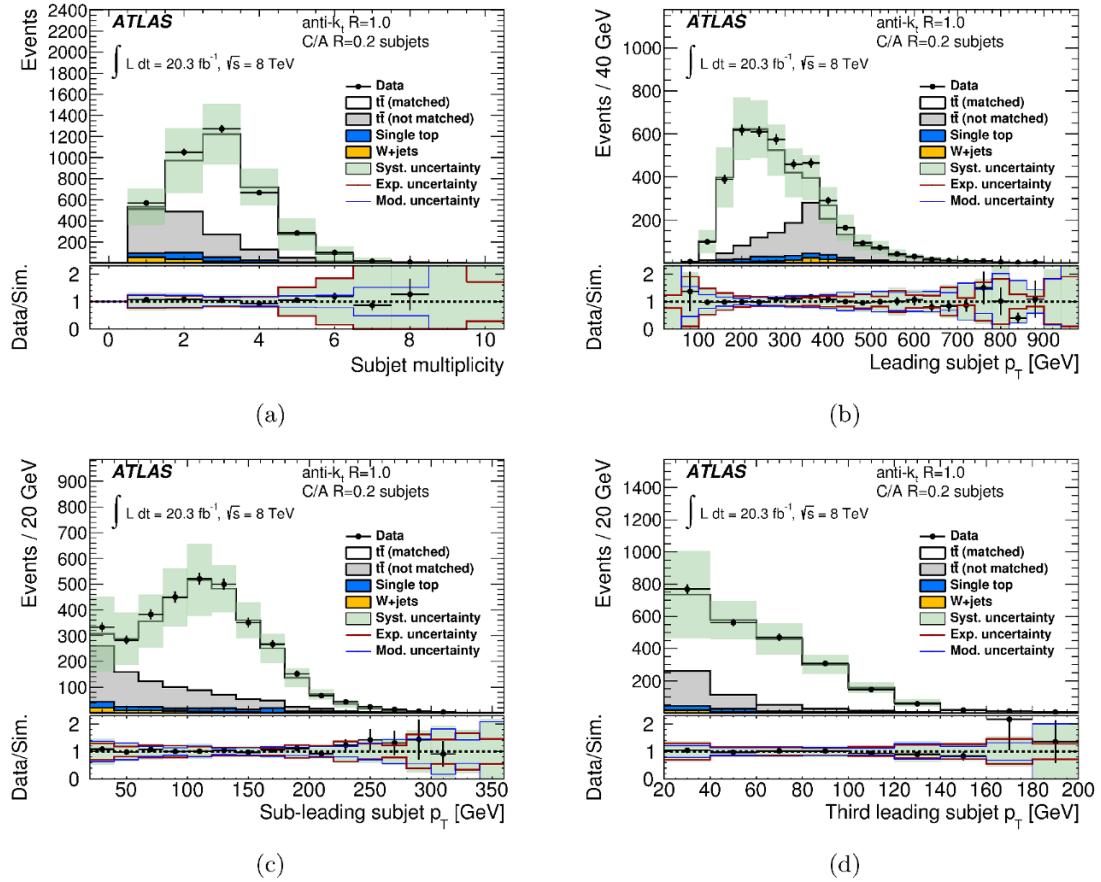 ATLAS
anti-k_t R=1.0
C/A R=0.2 subjets
∫ L dt = 20.3 fb⁻¹, √s = 8 TeV
Data
tt̄ (matched)
tt̄ (not matched)
Single top
W+jets
Syst. uncertainty
Exp. uncertainty
Mod. uncertainty
Events
2400
2200
2000
1800
1600
1400
1200
1000
800
600
400
200
Data/Sim.
2
1
0
0 2 4 6 8 10
Subjet multiplicity
(a)
ATLAS
anti-k_t R=1.0
C/A R=0.2 subjets
∫ L dt = 20.3 fb⁻¹, √s = 8 TeV
Data
tt̄ (matched)
tt̄ (not matched)
Single top
W+jets
Syst. uncertainty
Exp. uncertainty
Mod. uncertainty
Events / 40 GeV
1000
800
600
400
200
0
Data/Sim.
2
1
0
100 200 300 400 500 600 700 800 900
Leading subjet p_T [GeV]
(b)
ATLAS
anti-k_t R=1.0
C/A R=0.2 subjets
∫ L dt = 20.3 fb⁻¹, √s = 8 TeV
Data
tt̄ (matched)
tt̄ (not matched)
Single top
W+jets
Syst. uncertainty
Exp. uncertainty
Mod. uncertainty
Events / 20 GeV
900
800
700
600
500
400
300
200
100
Data/Sim.
2
1
0
50 100 150 200 250 300 350
Sub-leading subjet p_T [GeV]
(c)
ATLAS
anti-k_t R=1.0
C/A R=0.2 subjets
∫ L dt = 20.3 fb⁻¹, √s = 8 TeV
Data
tt̄ (matched)
tt̄ (not matched)
Single top
W+jets
Syst. uncertainty
Exp. uncertainty
Mod. uncertainty
Events / 20 GeV
1400
1200
1000
800
600
400
200
0
Data/Sim.
2
1
0
20 40 60 80 100 120 140 160 180 200
Third leading subjet p_T [GeV]
(d)